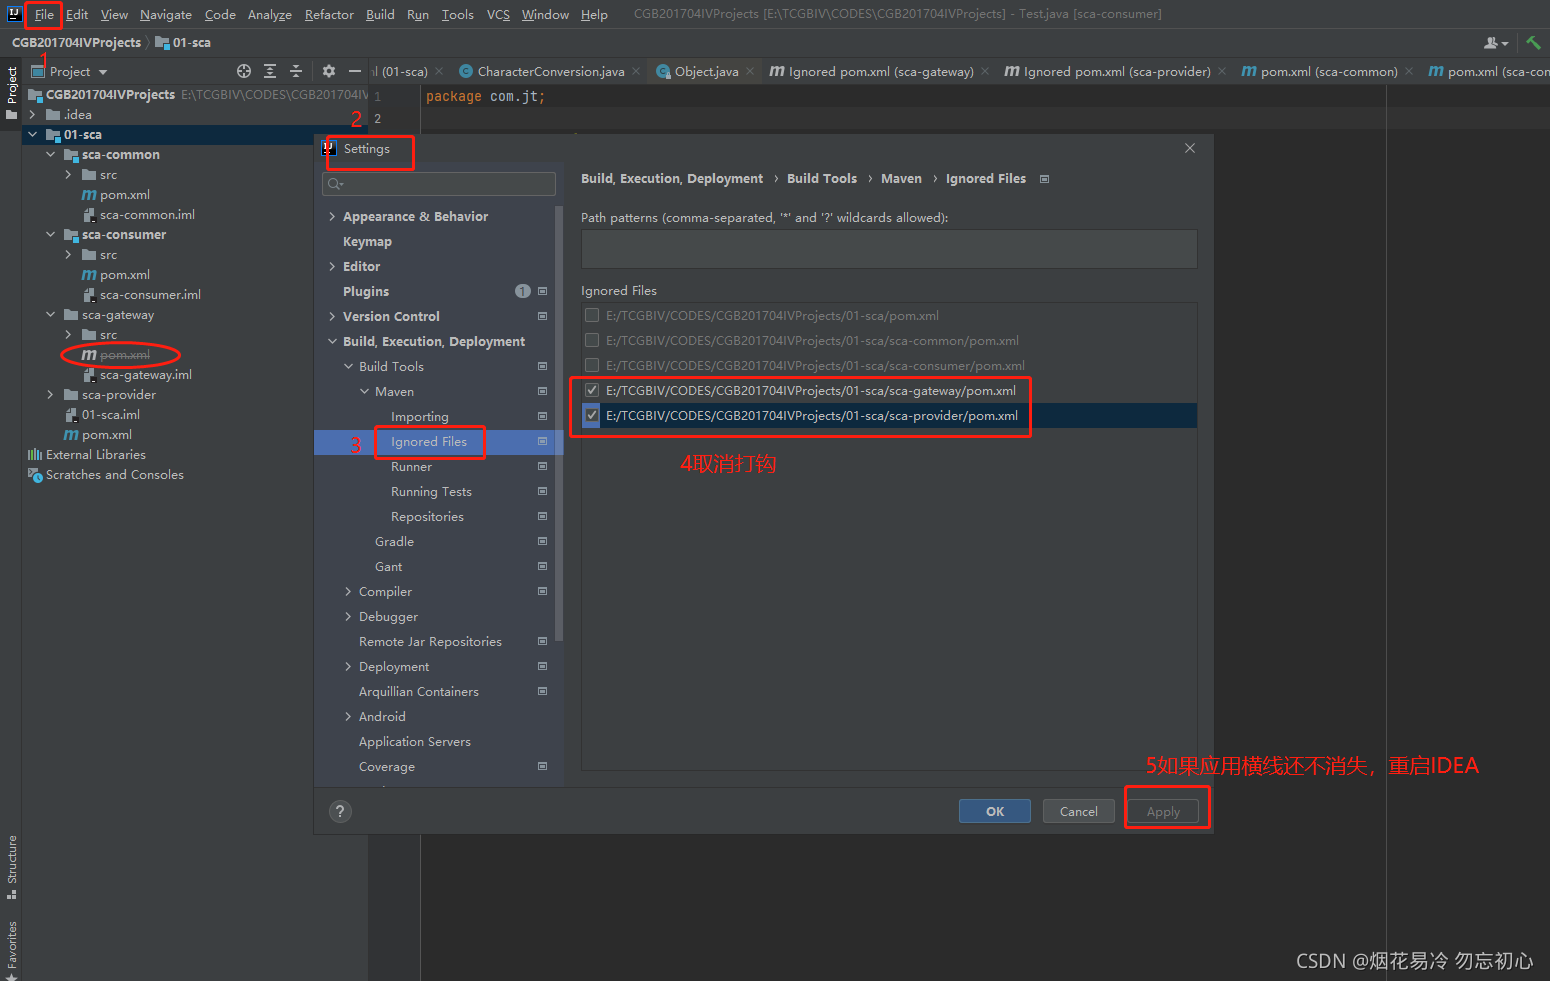 File Edit View Navigate Code Analyze Refactor Build Run Tools VCS Window Help CGB201704IVProjects [E:\TCGBIV\CODES\CGB201704IVProjects] - Test.java [sca-consumer]
CGB201704IVProjects 01-sca
1
Project
Project
(01-sca) CharacterConversion.java Object.java Ignored pom.xml (sca-gateway) Ignored pom.xml (sca-provider) pom.xml (sca-common) pom.xml (sca-con
CGB201704IVProjects E:\TCGBIV\CODES\CGB201704IV
.idea
01-sca
sca-common
src
pom.xml
sca-common.iml
sca-consumer
src
pom.xml
sca-consumer.iml
sca-gateway
src
pom.xml
sca-gateway.iml
sca-provider
01-sca.iml
pom.xml
External Libraries
Scratches and Consoles
Structure
Favorites
1 package com.jt;
2
2
Settings
Appearance & Behavior
Keymap
Editor
Plugins 1
Version Control
Build, Execution, Deployment
Build Tools
Maven
Importing
3 Ignored Files
Runner
Running Tests
Repositories
Gradle
Gant
Compiler
Debugger
Remote Jar Repositories
Deployment
Arquillian Containers
Android
Application Servers
Coverage
Build, Execution, Deployment › Build Tools › Maven › Ignored Files
Path patterns (comma-separated, '*' and '?' wildcards allowed):
Ignored Files
E:/TCGBIV/CODES/CGB201704IVProjects/01-sca/pom.xml
E:/TCGBIV/CODES/CGB201704IVProjects/01-sca/sca-common/pom.xml
E:/TCGBIV/CODES/CGB201704IVProjects/01-sca/sca-consumer/pom.xml
E:/TCGBIV/CODES/CGB201704IVProjects/01-sca/sca-gateway/pom.xml
E:/TCGBIV/CODES/CGB201704IVProjects/01-sca/sca-provider/pom.xml
4取消打钩
5如果应用横线还不消失，重启IDEA
? OK Cancel Apply
CSDN @烟花易冷 勿忘初心